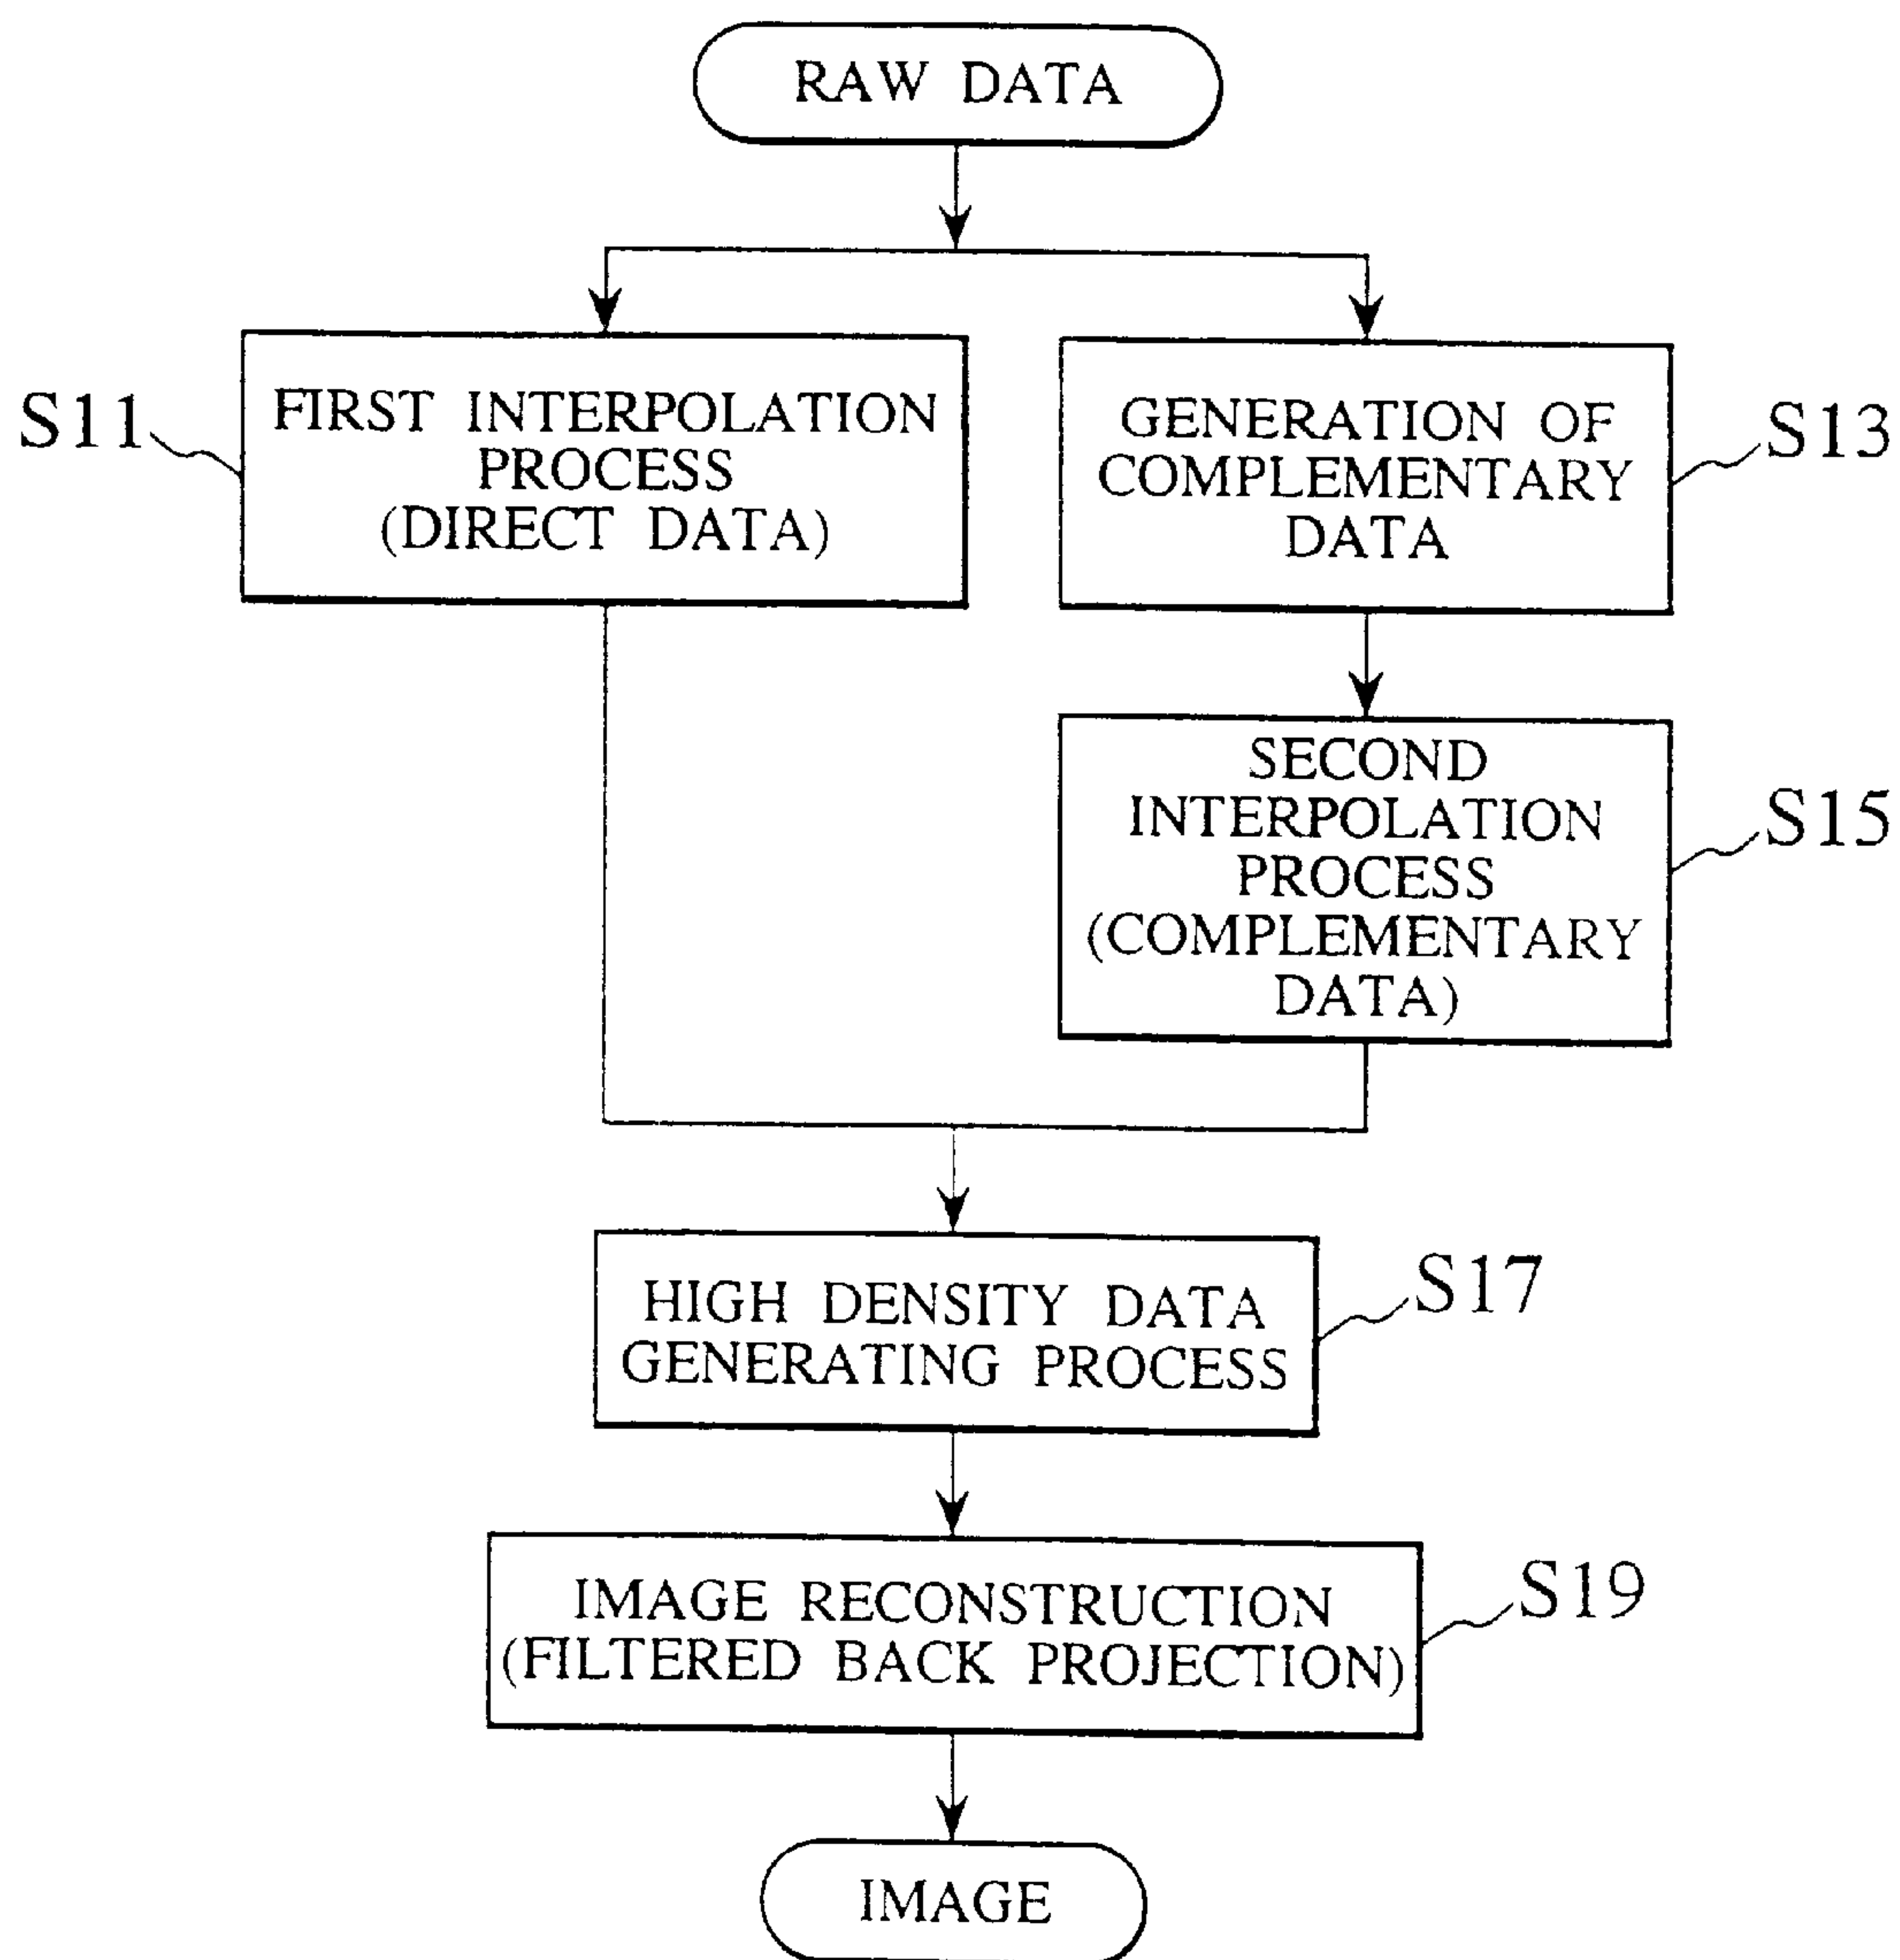 RAW DATA
S11
FIRST INTERPOLATION
PROCESS
(DIRECT DATA)
GENERATION OF
COMPLEMENTARY
DATA
S13
SECOND
INTERPOLATION
PROCESS
(COMPLEMENTARY
DATA)
S15
HIGH DENSITY DATA
GENERATING PROCESS
S17
IMAGE RECONSTRUCTION
(FILTERED BACK PROJECTION)
S19
IMAGE